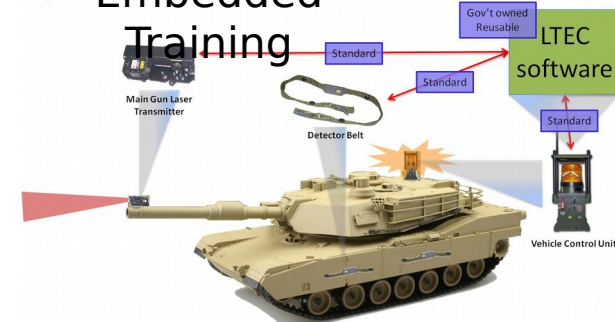 Embedded
Training
Gov't owned
Reusable
LTEC
software
Standard
Standard
Standard
Main Gun Laser
Transmitter
Detector Belt
Vehicle Control Unit